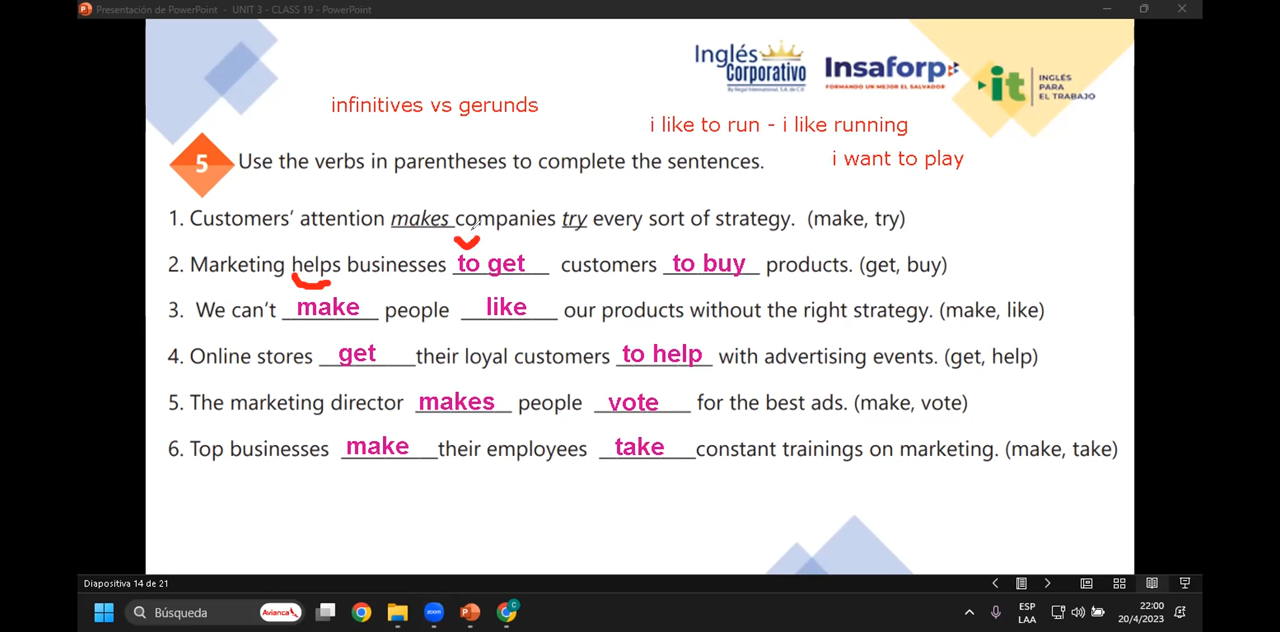 Presentación de PowerPoint - UNIT 3 - CLASS 19 - PowerPoint
Inglés
Corporativo
Insaforp
FORMANDO UN MEJOR EL SALVADOR
it
INGLÉS
PARA
EL TRABAJO
infinitives vs gerunds
i like to run - i like running
i want to play
5 Use the verbs in parentheses to complete the sentences.
1. Customers’ attention makes companies try every sort of strategy. (make, try)
2. Marketing helps businesses to get customers to buy products. (get, buy)
3. We can’t make people like our products without the right strategy. (make, like)
4. Online stores get their loyal customers to help with advertising events. (get, help)
5. The marketing director makes people vote for the best ads. (make, vote)
6. Top businesses make their employees take constant trainings on marketing. (make, take)
Diapositiva 14 de 21
Búsqueda
Avianca
zoom
ESP
LAA
22:00
20/4/2023